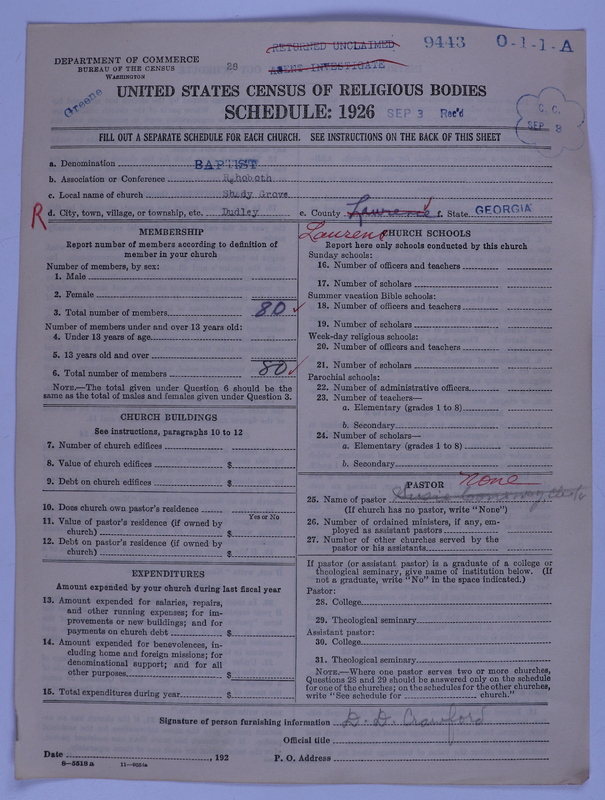 RETURNED UNCLAIMED
9443
O-1-1-A
DEPARTMENT OF COMMERCE
BUREAU OF THE CENSUS
WASHINGTON
28
AGENT INVESTIGATE
Greene
UNITED STATES CENSUS OF RELIGIOUS BODIES
SCHEDULE: 1926
SEP 3 Rec'd
C. C.
SEP 3
FILL OUT A SEPARATE SCHEDULE FOR EACH CHURCH. SEE INSTRUCTIONS ON THE BACK OF THIS SHEET
a. Denomination BAPTIST
b. Association or Conference Rehoboth
c. Local name of church Shady Grove
R d. City, town, village, or township, etc. Dudley e. County Laurence f. State GEORGIA
Laurens
MEMBERSHIP
Report number of members according to definition of
member in your church
Number of members, by sex:
1. Male
2. Female
3. Total number of members 80
Number of members under and over 13 years old:
4. Under 13 years of age
5. 13 years old and over
6. Total number of members 80
NOTE.—The total given under Question 6 should be the
same as the total of males and females given under Question 3.
CHURCH BUILDINGS
See instructions, paragraphs 10 to 12
7. Number of church edifices
8. Value of church edifices $
9. Debt on church edifices $
10. Does church own pastor's residence
Yes or No
11. Value of pastor's residence (if owned by
church) $
12. Debt on pastor's residence (if owned by
church) $
EXPENDITURES
Amount expended by your church during last fiscal year
13. Amount expended for salaries, repairs,
and other running expenses; for im-
provements or new buildings; and for
payments on church debt $
14. Amount expended for benevolences, in-
cluding home and foreign missions; for
denominational support; and for all
other purposes $
15. Total expenditures during year $
CHURCH SCHOOLS
Report here only schools conducted by this church
Sunday schools:
16. Number of officers and teachers
17. Number of scholars
Summer vacation Bible schools:
18. Number of officers and teachers
19. Number of scholars
Week-day religious schools:
20. Number of officers and teachers
21. Number of scholars
Parochial schools:
22. Number of administrative officers
23. Number of teachers—
a. Elementary (grades 1 to 8)
b. Secondary
24. Number of scholars—
a. Elementary (grades 1 to 8)
b. Secondary
PASTOR None
25. Name of pastor
(If church has no pastor, write "None")
26. Number of ordained ministers, if any, em-
ployed as assistant pastors
27. Number of other churches served by the
pastor or his assistants
If pastor (or assistant pastor) is a graduate of a college or
theological seminary, give name of institution below. (If
not a graduate, write "No" in the space indicated.)
Pastor:
28. College
29. Theological seminary
Assistant pastor:
30. College
31. Theological seminary
NOTE.—Where one pastor serves two or more churches,
Questions 28 and 29 should be answered only on the schedule
for one of the churches; on the schedules for the other churches,
write "See schedule for church."
Signature of person furnishing information D. D. Crawford
Official title
Date , 192 P. O. Address
8—5518a